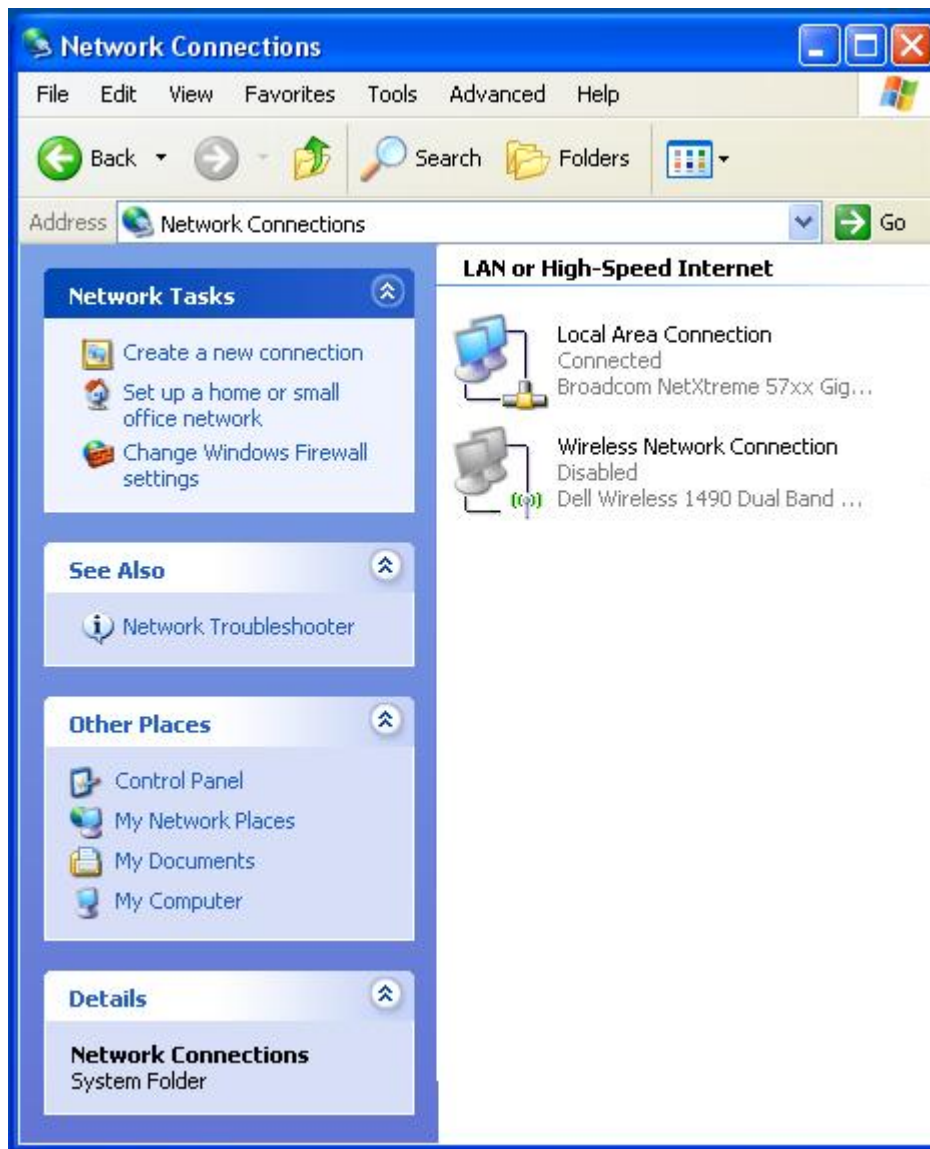 Network Connections
File Edit View Favorites Tools Advanced Help
Back Search Folders
Address Network Connections Go
Network Tasks
Create a new connection
Set up a home or small
office network
Change Windows Firewall
settings
See Also
Network Troubleshooter
Other Places
Control Panel
My Network Places
My Documents
My Computer
Details
Network Connections
System Folder
LAN or High-Speed Internet
Local Area Connection
Connected
Broadcom NetXtreme 57xx Gig...
Wireless Network Connection
Disabled
Dell Wireless 1490 Dual Band ...